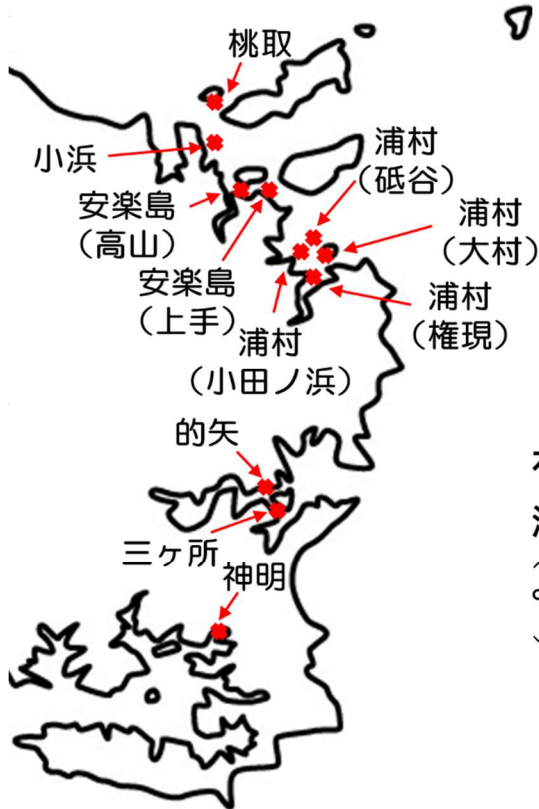 桃取
小浜
浦村
(砥谷)
安楽島
(高山)
浦村
(大村)
安楽島
(上手)
浦村
(権現)
浦村
(小田ノ浜)
的矢
三ヶ所
神明